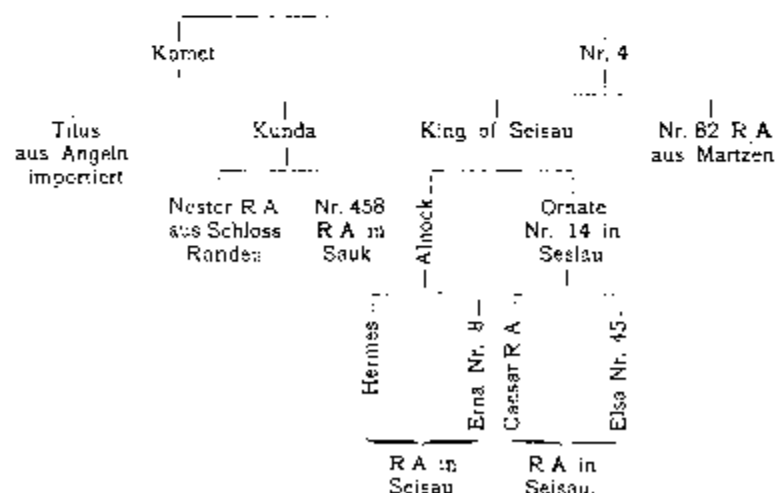 Komet
Nr. 4
Titus
aus Angeln
importiert
Kunda
King of Seisau
Nr. 62 R A
aus Martzen
Nestor R A
aus Schloss
Randen
Nr. 458
R A in
Sauk
Alnock
Ornate
Nr. 14 in
Seslau
Hermes
Erna Nr. 8
Caesar R A
Elsa Nr. 45
R A in
Seisau
R A in
Seisau.